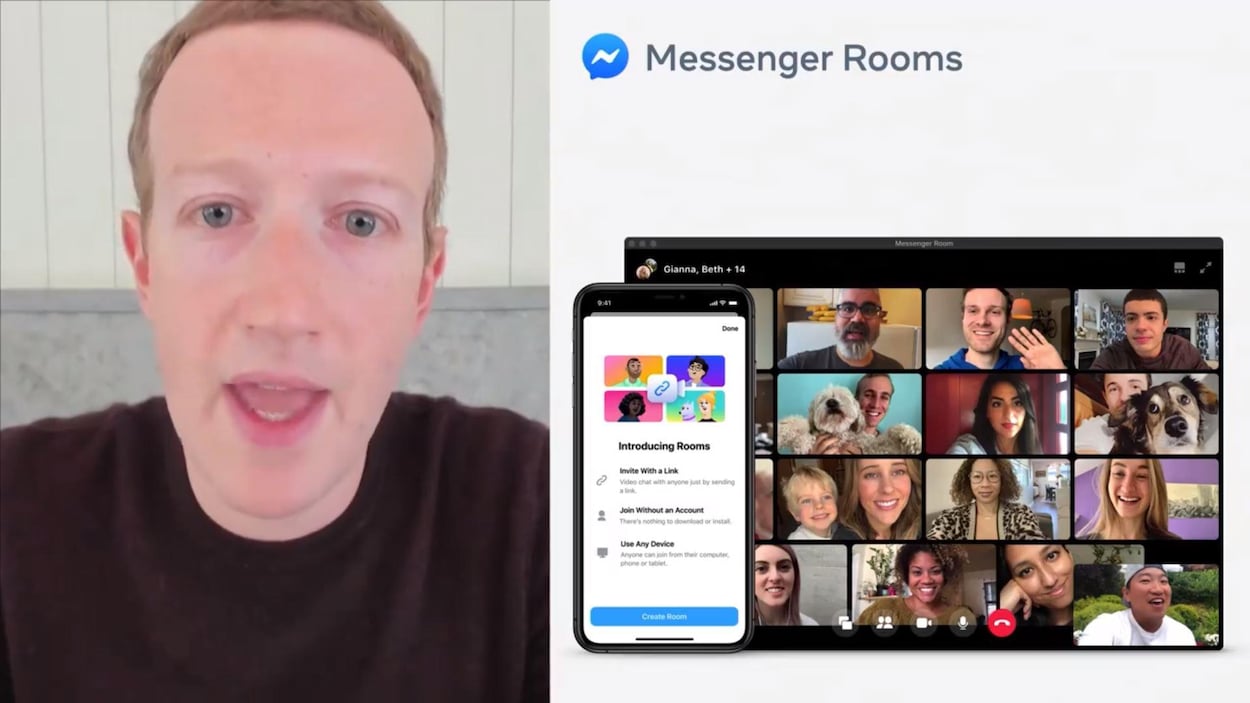 Messenger Rooms
Messenger Room
Gianna, Beth + 14
9:41
Done
Introducing Rooms
Invite With a Link
Video chat with anyone just by sending
a link.
Join Without an Account
There's nothing to download or install.
Use Any Device
Anyone can join from their computer,
phone or tablet.
Create Room